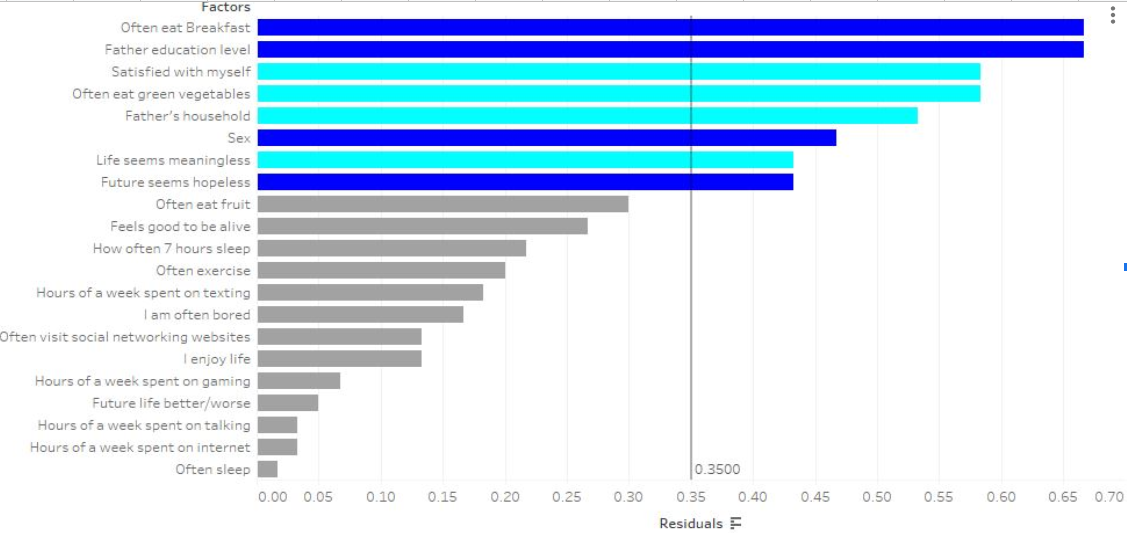 Factors
Often eat Breakfast
Father education level
Satisfied with myself
Often eat green vegetables
Father's household
Sex
Life seems meaningless
Future seems hopeless
Often eat fruit
Feels good to be alive
How often 7 hours sleep
Often exercise
Hours of a week spent on texting
I am often bored
Often visit social networking websites
I enjoy life
Hours of a week spent on gaming
Future life better/worse
Hours of a week spent on talking
Hours of a week spent on internet
Often sleep
0.3500
0.00 0.05 0.10 0.15 0.20 0.25 0.30 0.35 0.40 0.45 0.50 0.55 0.60 0.65 0.70
Residuals